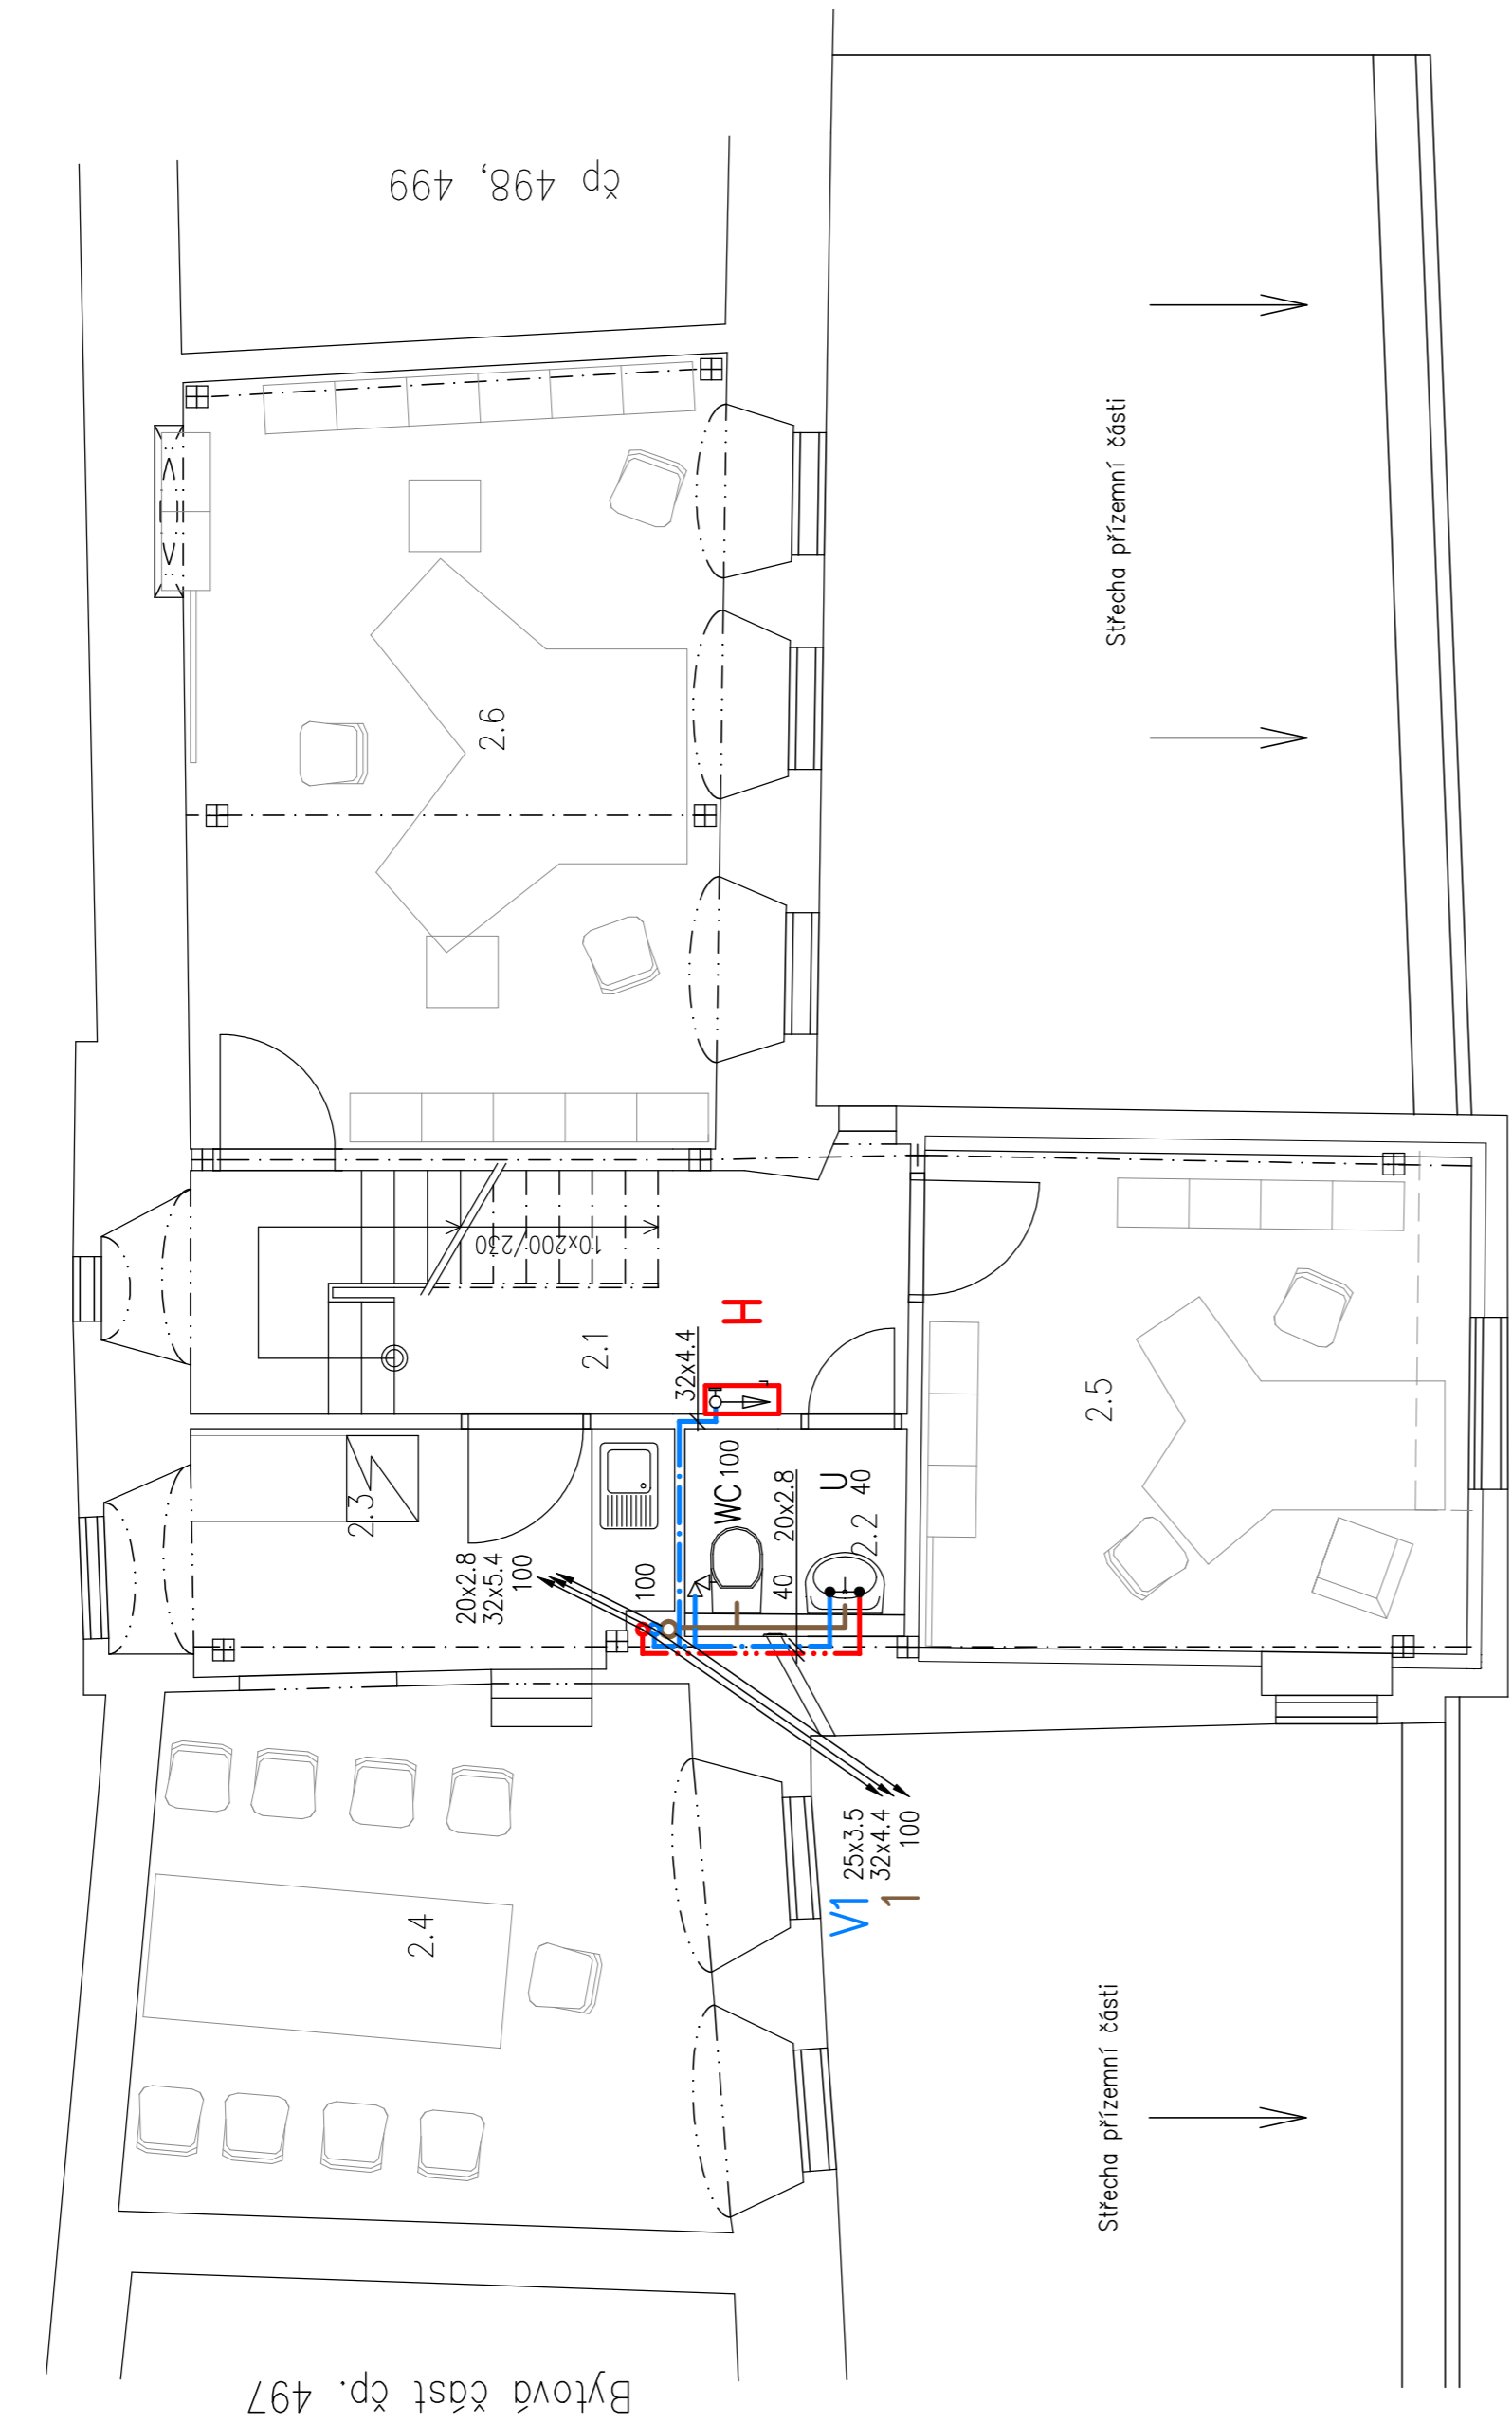 čp 498, 499
Střecha přízemní části
2.6
10x200/230
H
2.1
32x4.4
2.5
2.3
WC
100
20x2.8
U
40
2.2
20x2.8
32x5.4
100
100
40
25x3.5
32x4.4
100
V1
1
2.4
Střecha přízemní části
Bytová část čp. 497